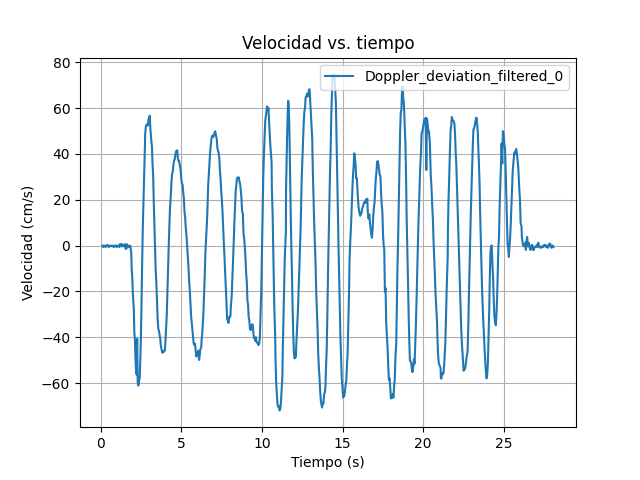 Velocidad vs. tiempo
Doppler_deviation_filtered_0
80
60
40
20
0
−20
−40
−60
Velocidad (cm/s)
0 5 10 15 20 25
Tiempo (s)